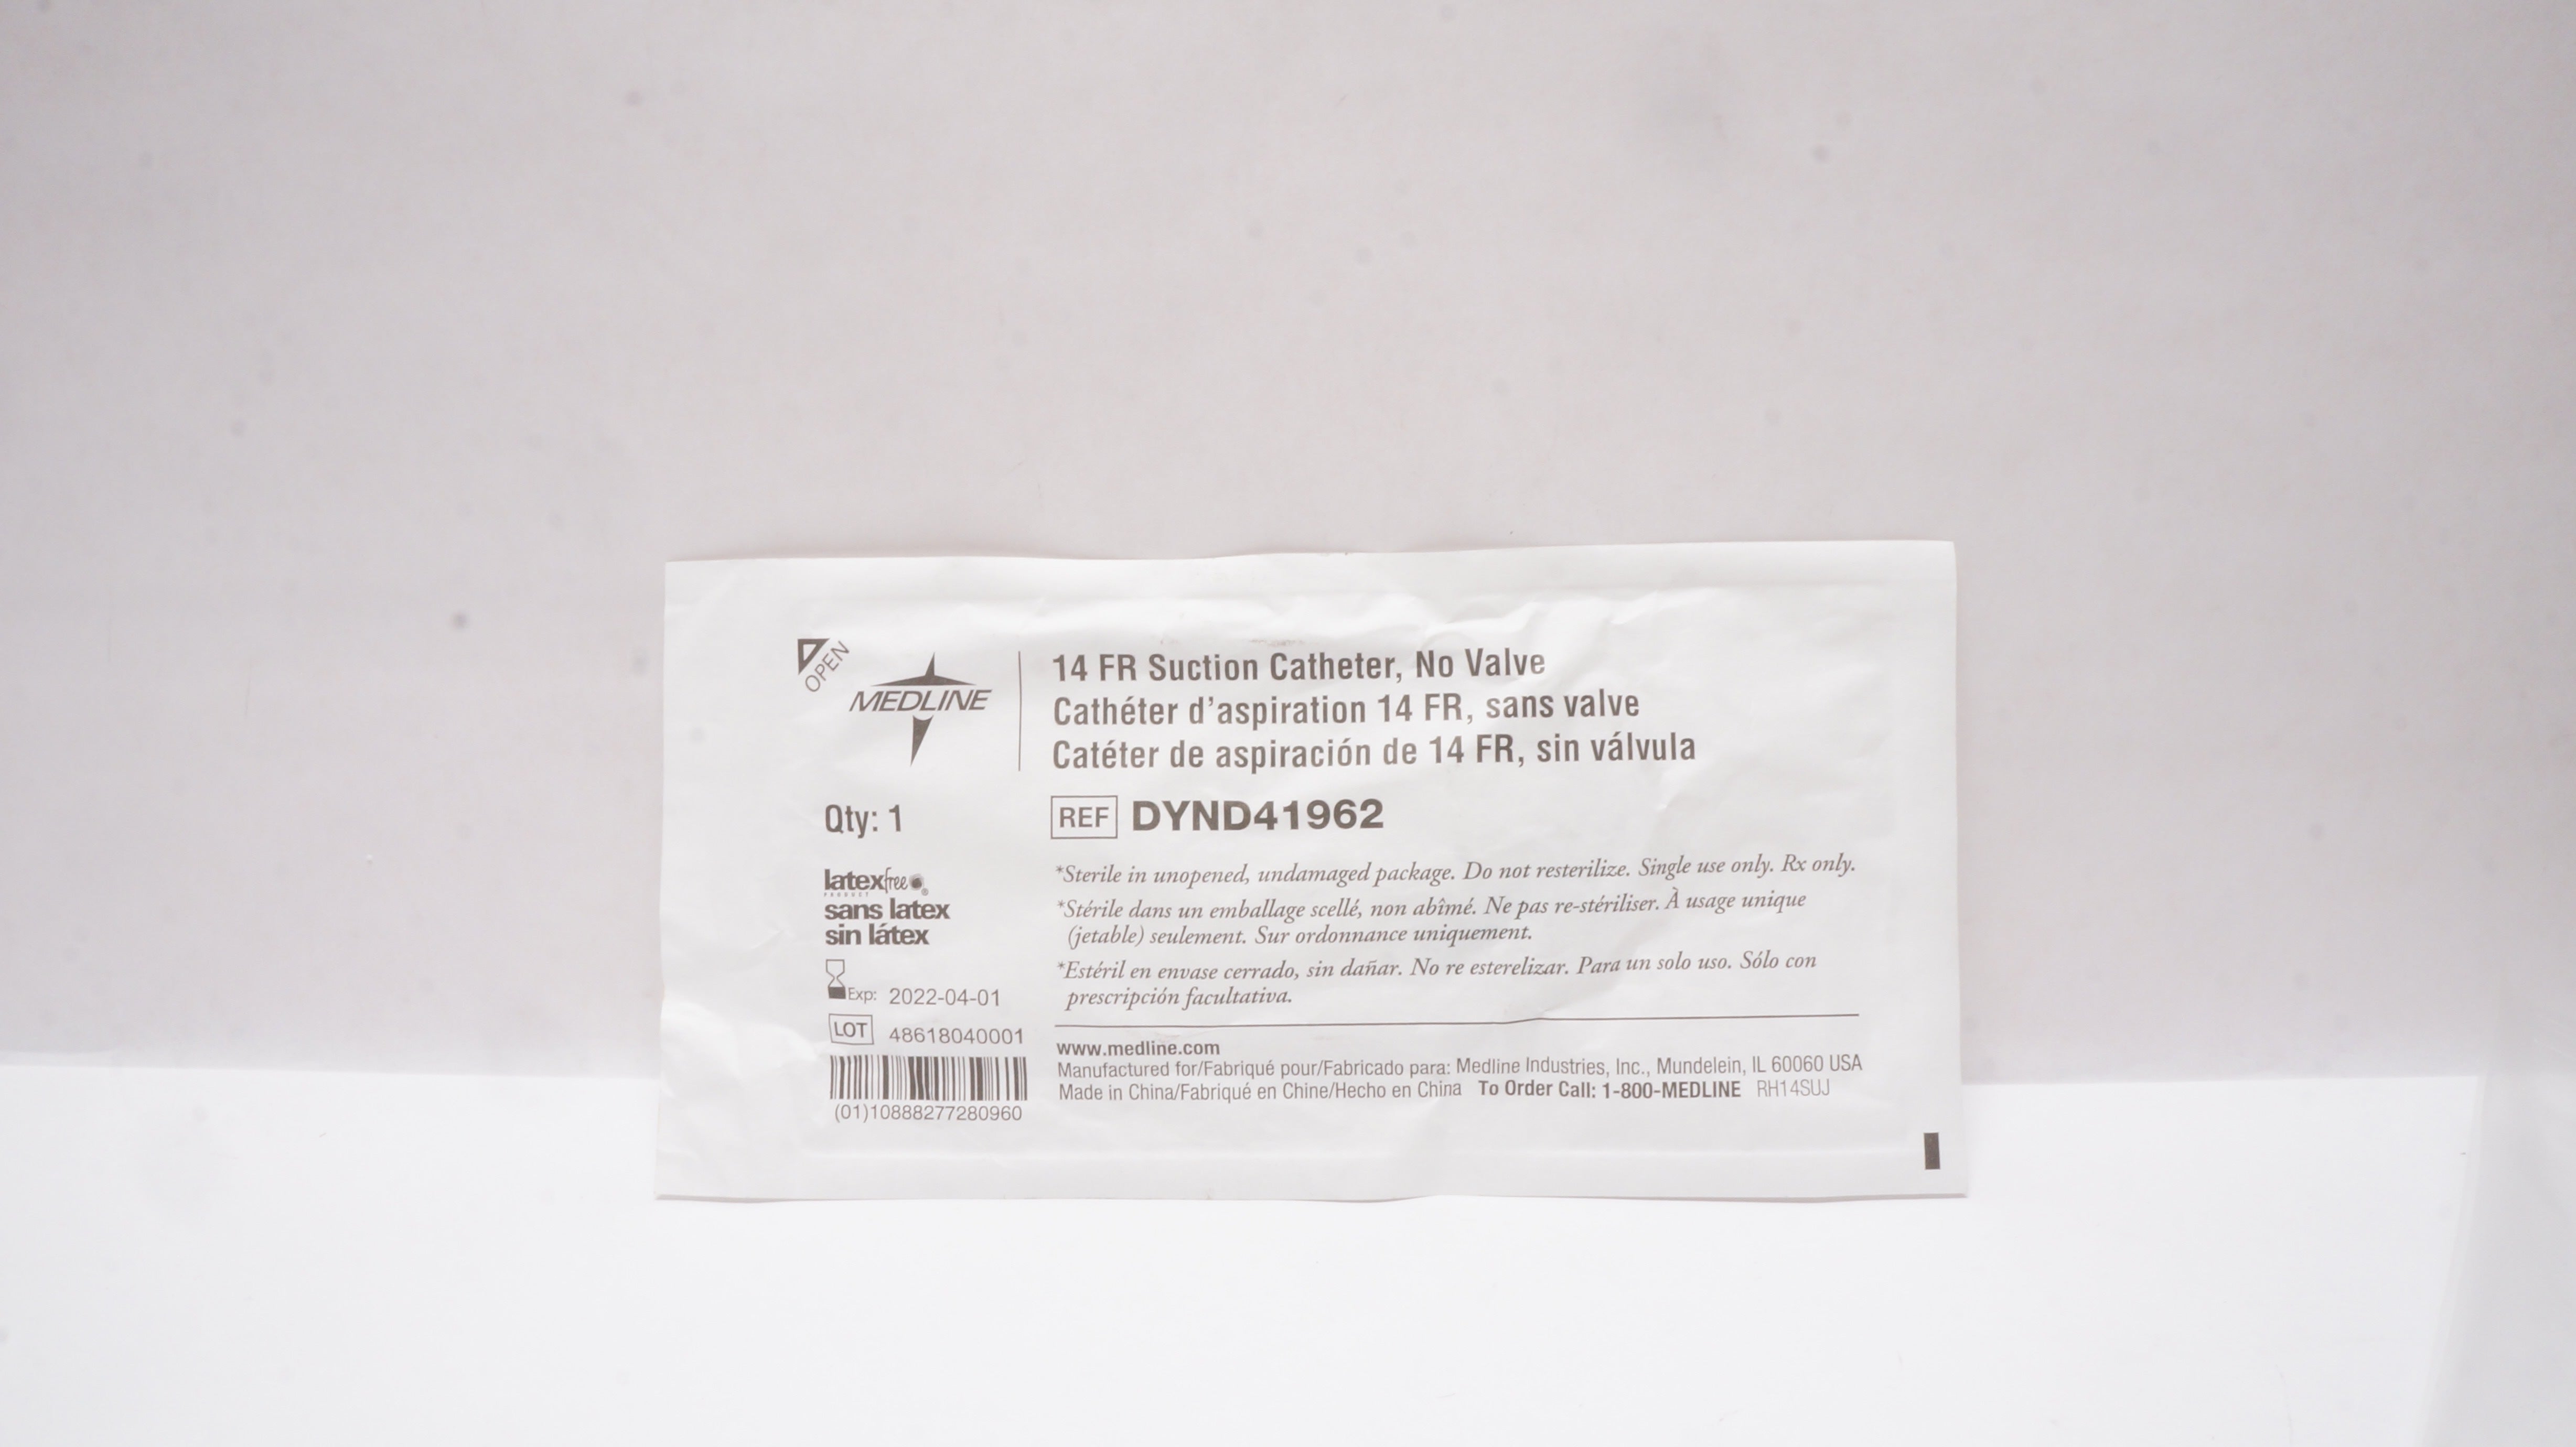 OPEN
MEDLINE
14 FR Suction Catheter, No Valve
Cathéter d'aspiration 14 FR, sans valve
Catéter de aspiración de 14 FR, sin válvula
Qty: 1
REF DYND41962
latexfree®
PRODUCT
sans latex
sin látex
*Sterile in unopened, undamaged package. Do not resterilize. Single use only. Rx only.
*Stérile dans un emballage scellé, non abîmé. Ne pas re-stériliser. À usage unique
(jetable) seulement. Sur ordonnance uniquement.
*Estéril en envase cerrado, sin dañar. No re esterelizar. Para un solo uso. Sólo con
prescripción facultativa.
Exp: 2022-04-01
LOT 48618040001
(01)10888277280960
www.medline.com
Manufactured for/Fabriqué pour/Fabricado para: Medline Industries, Inc., Mundelein, IL 60060 USA
Made in China/Fabriqué en Chine/Hecho en China To Order Call: 1-800-MEDLINE RH14SUJ